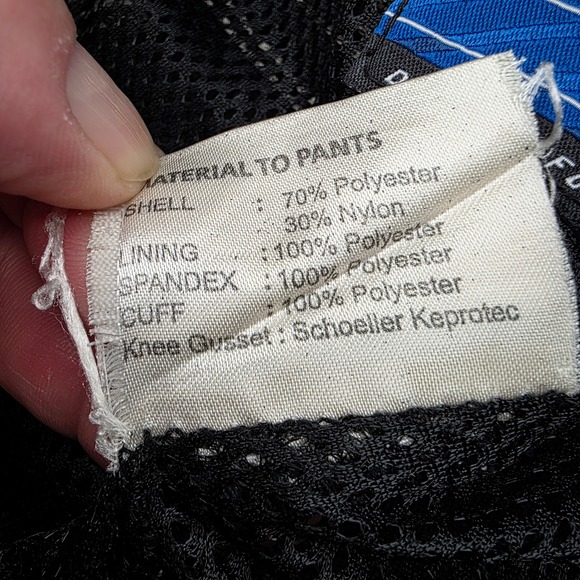 MATERIAL TO PANTS
SHELL : 70% Polyester
30% Nylon
LINING : 100% Polyester
SPANDEX : 100% Polyester
CUFF : 100% Polyester
Knee Gusset : Schoeller Keprotec